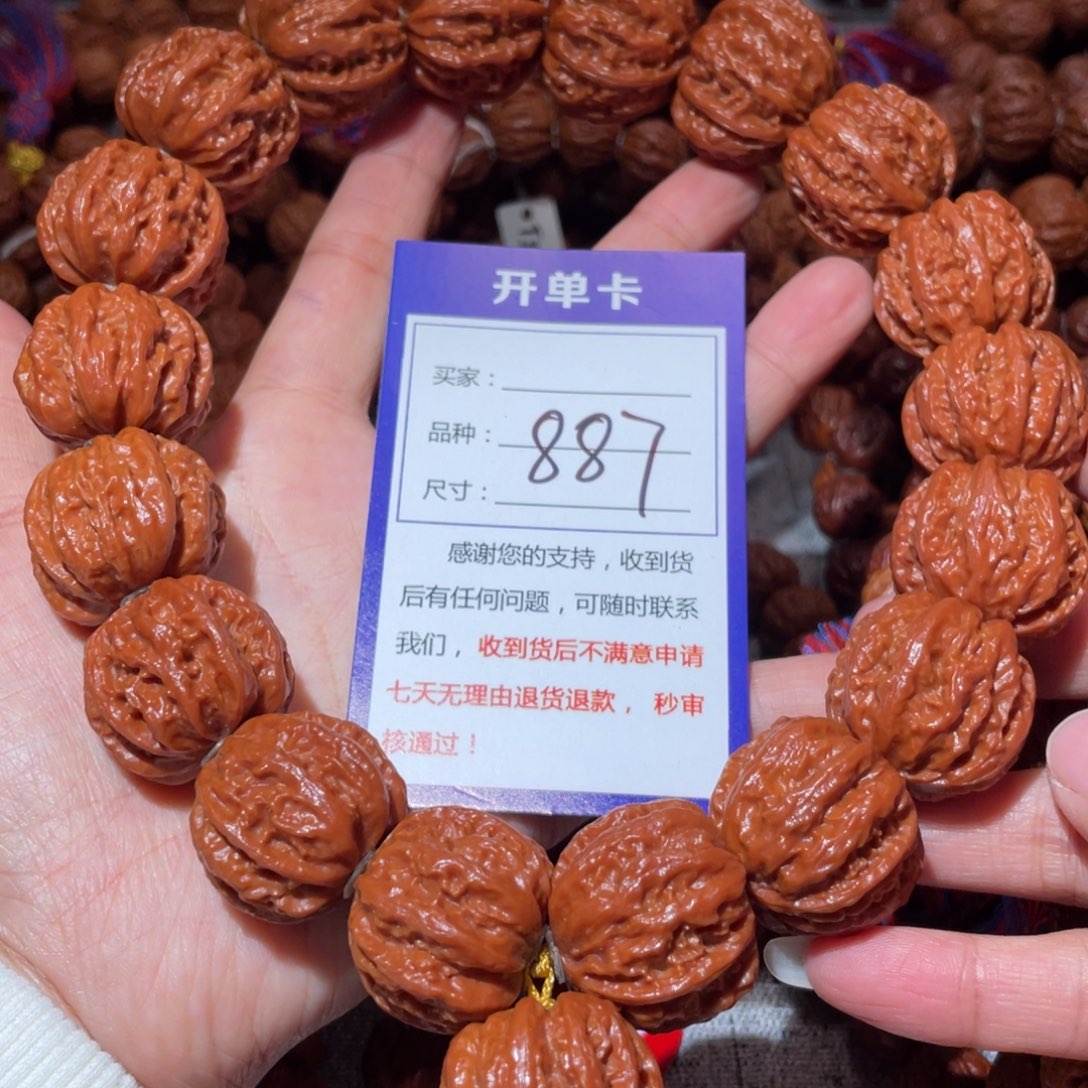 开单卡
买家：
品种：
887
尺寸：
感谢您的支持，收到货
后有任何问题，可随时联系
我们，收到货后不满意申请
七天无理由退货退款，秒审
核通过！